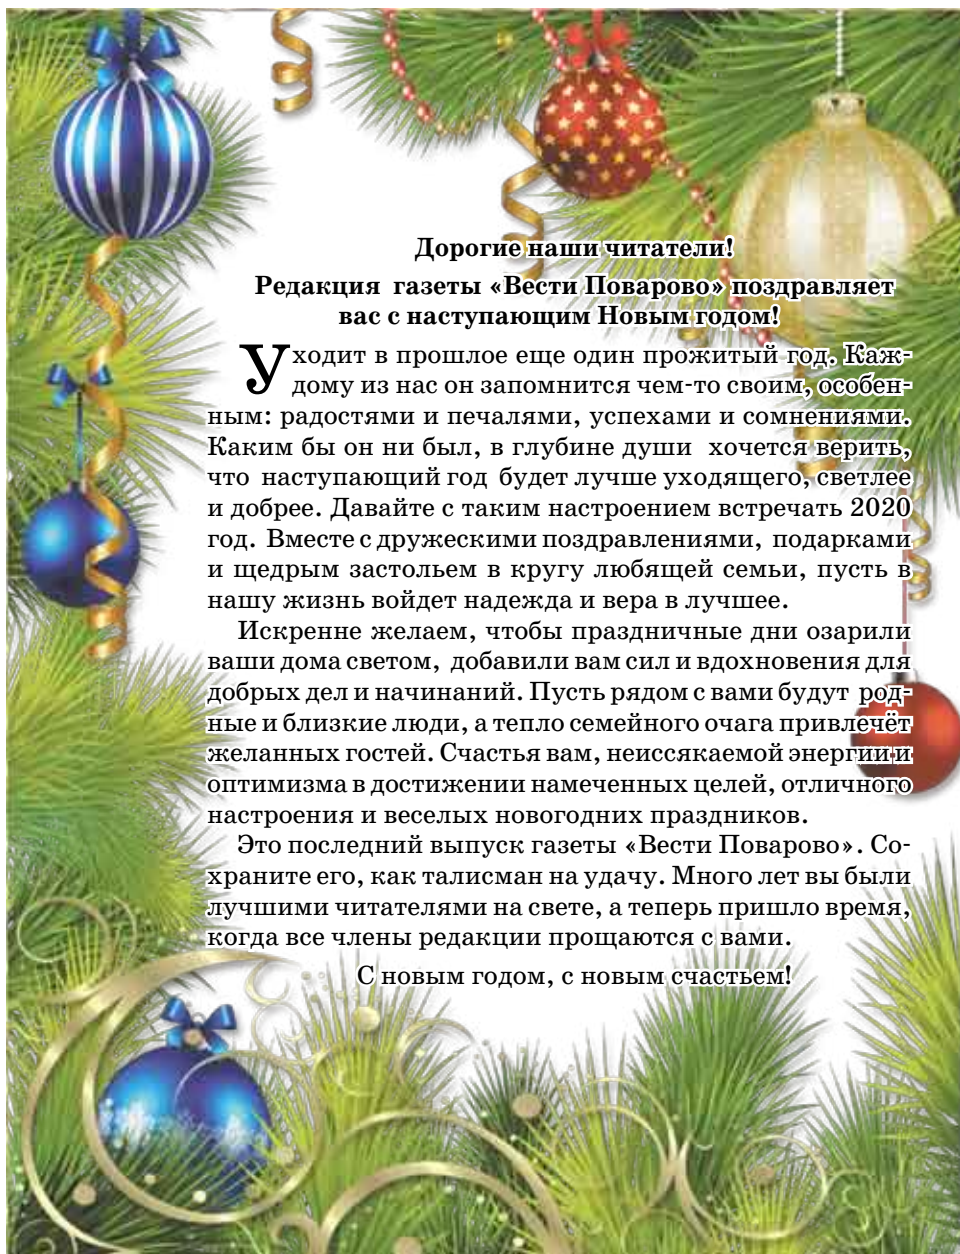 Дорогие наши читатели!
Редакция газеты «Вести Поварово» поздравляет
вас с наступающим Новым годом!
Уходит в прошлое еще один прожитый год. Каж-
дому из нас он запомнится чем-то своим, особен-
ным: радостями и печалями, успехами и сомнениями.
Каким бы он ни был, в глубине души хочется верить,
что наступающий год будет лучше уходящего, светлее
и добрее. Давайте с таким настроением встречать 2020
год. Вместе с дружескими поздравлениями, подарками
и щедрым застольем в кругу любящей семьи, пусть в
нашу жизнь войдет надежда и вера в лучшее.
Искренне желаем, чтобы праздничные дни озарили
ваши дома светом, добавили вам сил и вдохновения для
добрых дел и начинаний. Пусть рядом с вами будут род-
ные и близкие люди, а тепло семейного очага привлечёт
желанных гостей. Счастья вам, неиссякаемой энергии и
оптимизма в достижении намеченных целей, отличного
настроения и веселых новогодних праздников.
Это последний выпуск газеты «Вести Поварово». Со-
храните его, как талисман на удачу. Много лет вы были
лучшими читателями на свете, а теперь пришло время,
когда все члены редакции прощаются с вами.
С новым годом, с новым счастьем!